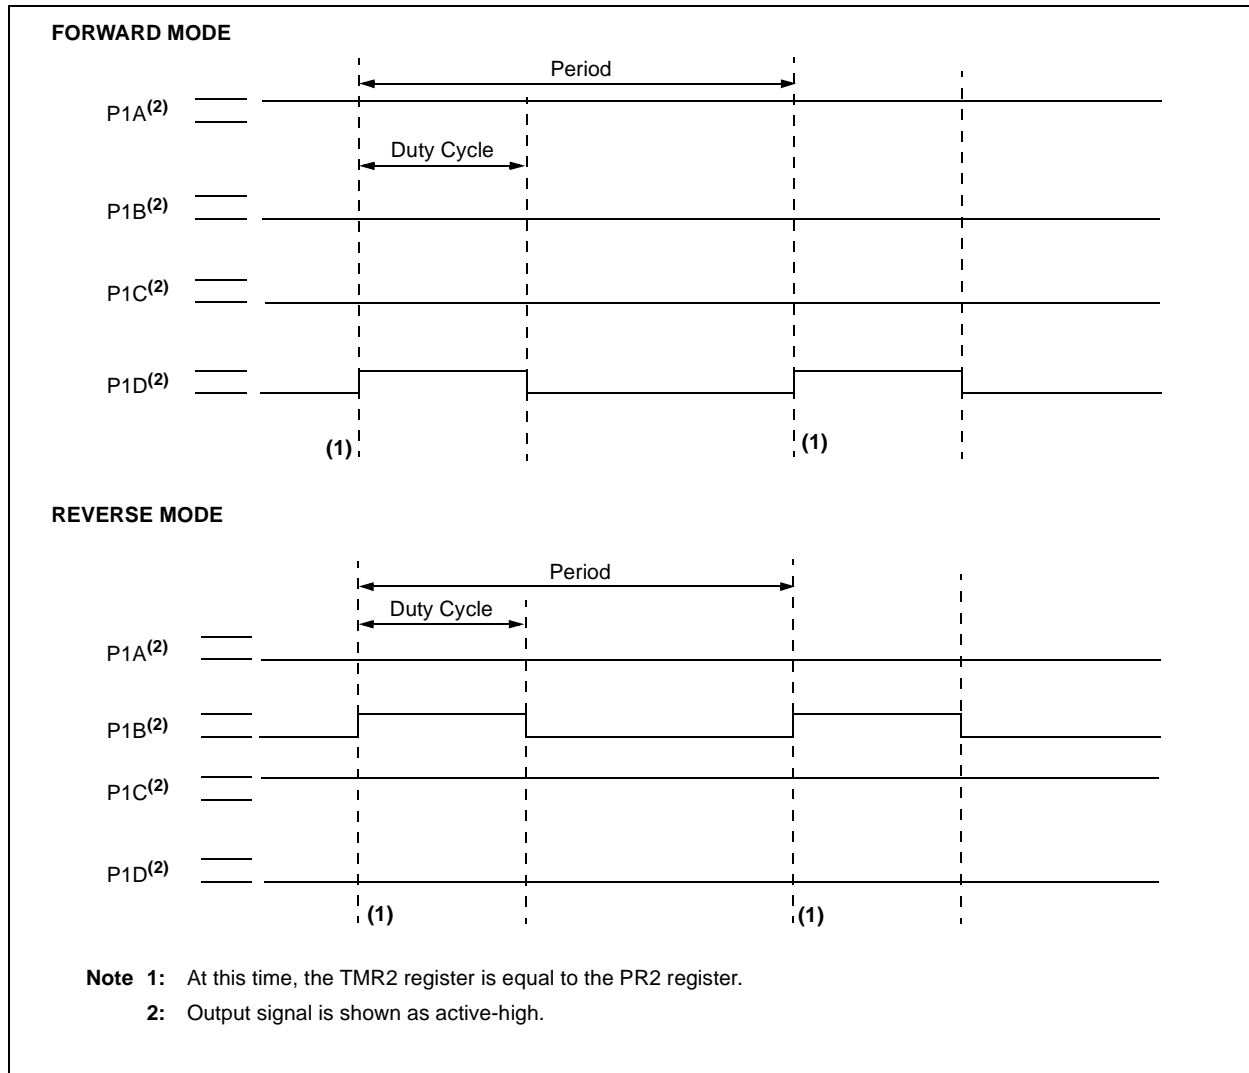 FORWARD MODE
Period
P1A(2)
Duty Cycle
P1B(2)
P1C(2)
P1D(2)
(1) (1)
REVERSE MODE
Period
Duty Cycle
P1A(2)
P1B(2)
P1C(2)
P1D(2)
(1) (1)
Note 1: At this time, the TMR2 register is equal to the PR2 register.
2: Output signal is shown as active-high.